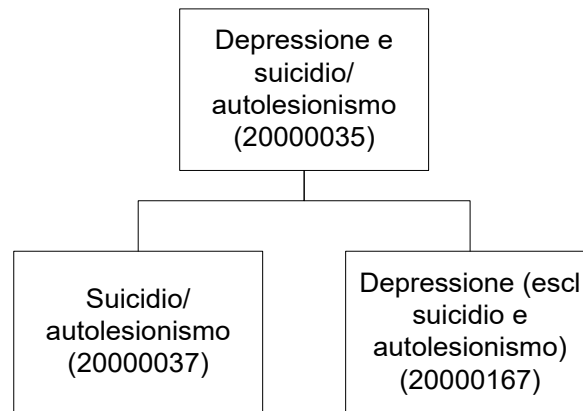 Depressione e
suicidio/
autolesionismo
(20000035)
Suicidio/
autolesionismo
(20000037)
Depressione (escl
suicidio e
autolesionismo)
(20000167)